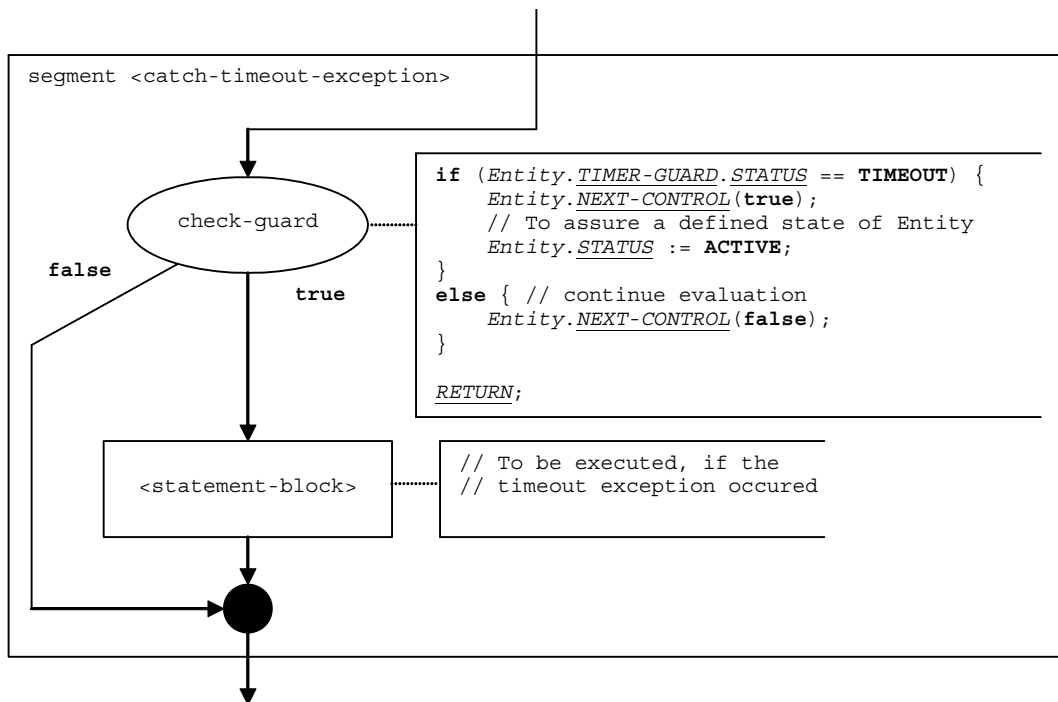 segment <catch-timeout-exception>
if (Entity.TIMER-GUARD.STATUS == TIMEOUT) {
Entity.NEXT-CONTROL(true);
// To assure a defined state of Entity
Entity.STATUS := ACTIVE;
}
else { // continue evaluation
Entity.NEXT-CONTROL(false);
}
RETURN;
check-guard
false
true
<statement-block>
// To be executed, if the
// timeout exception occured